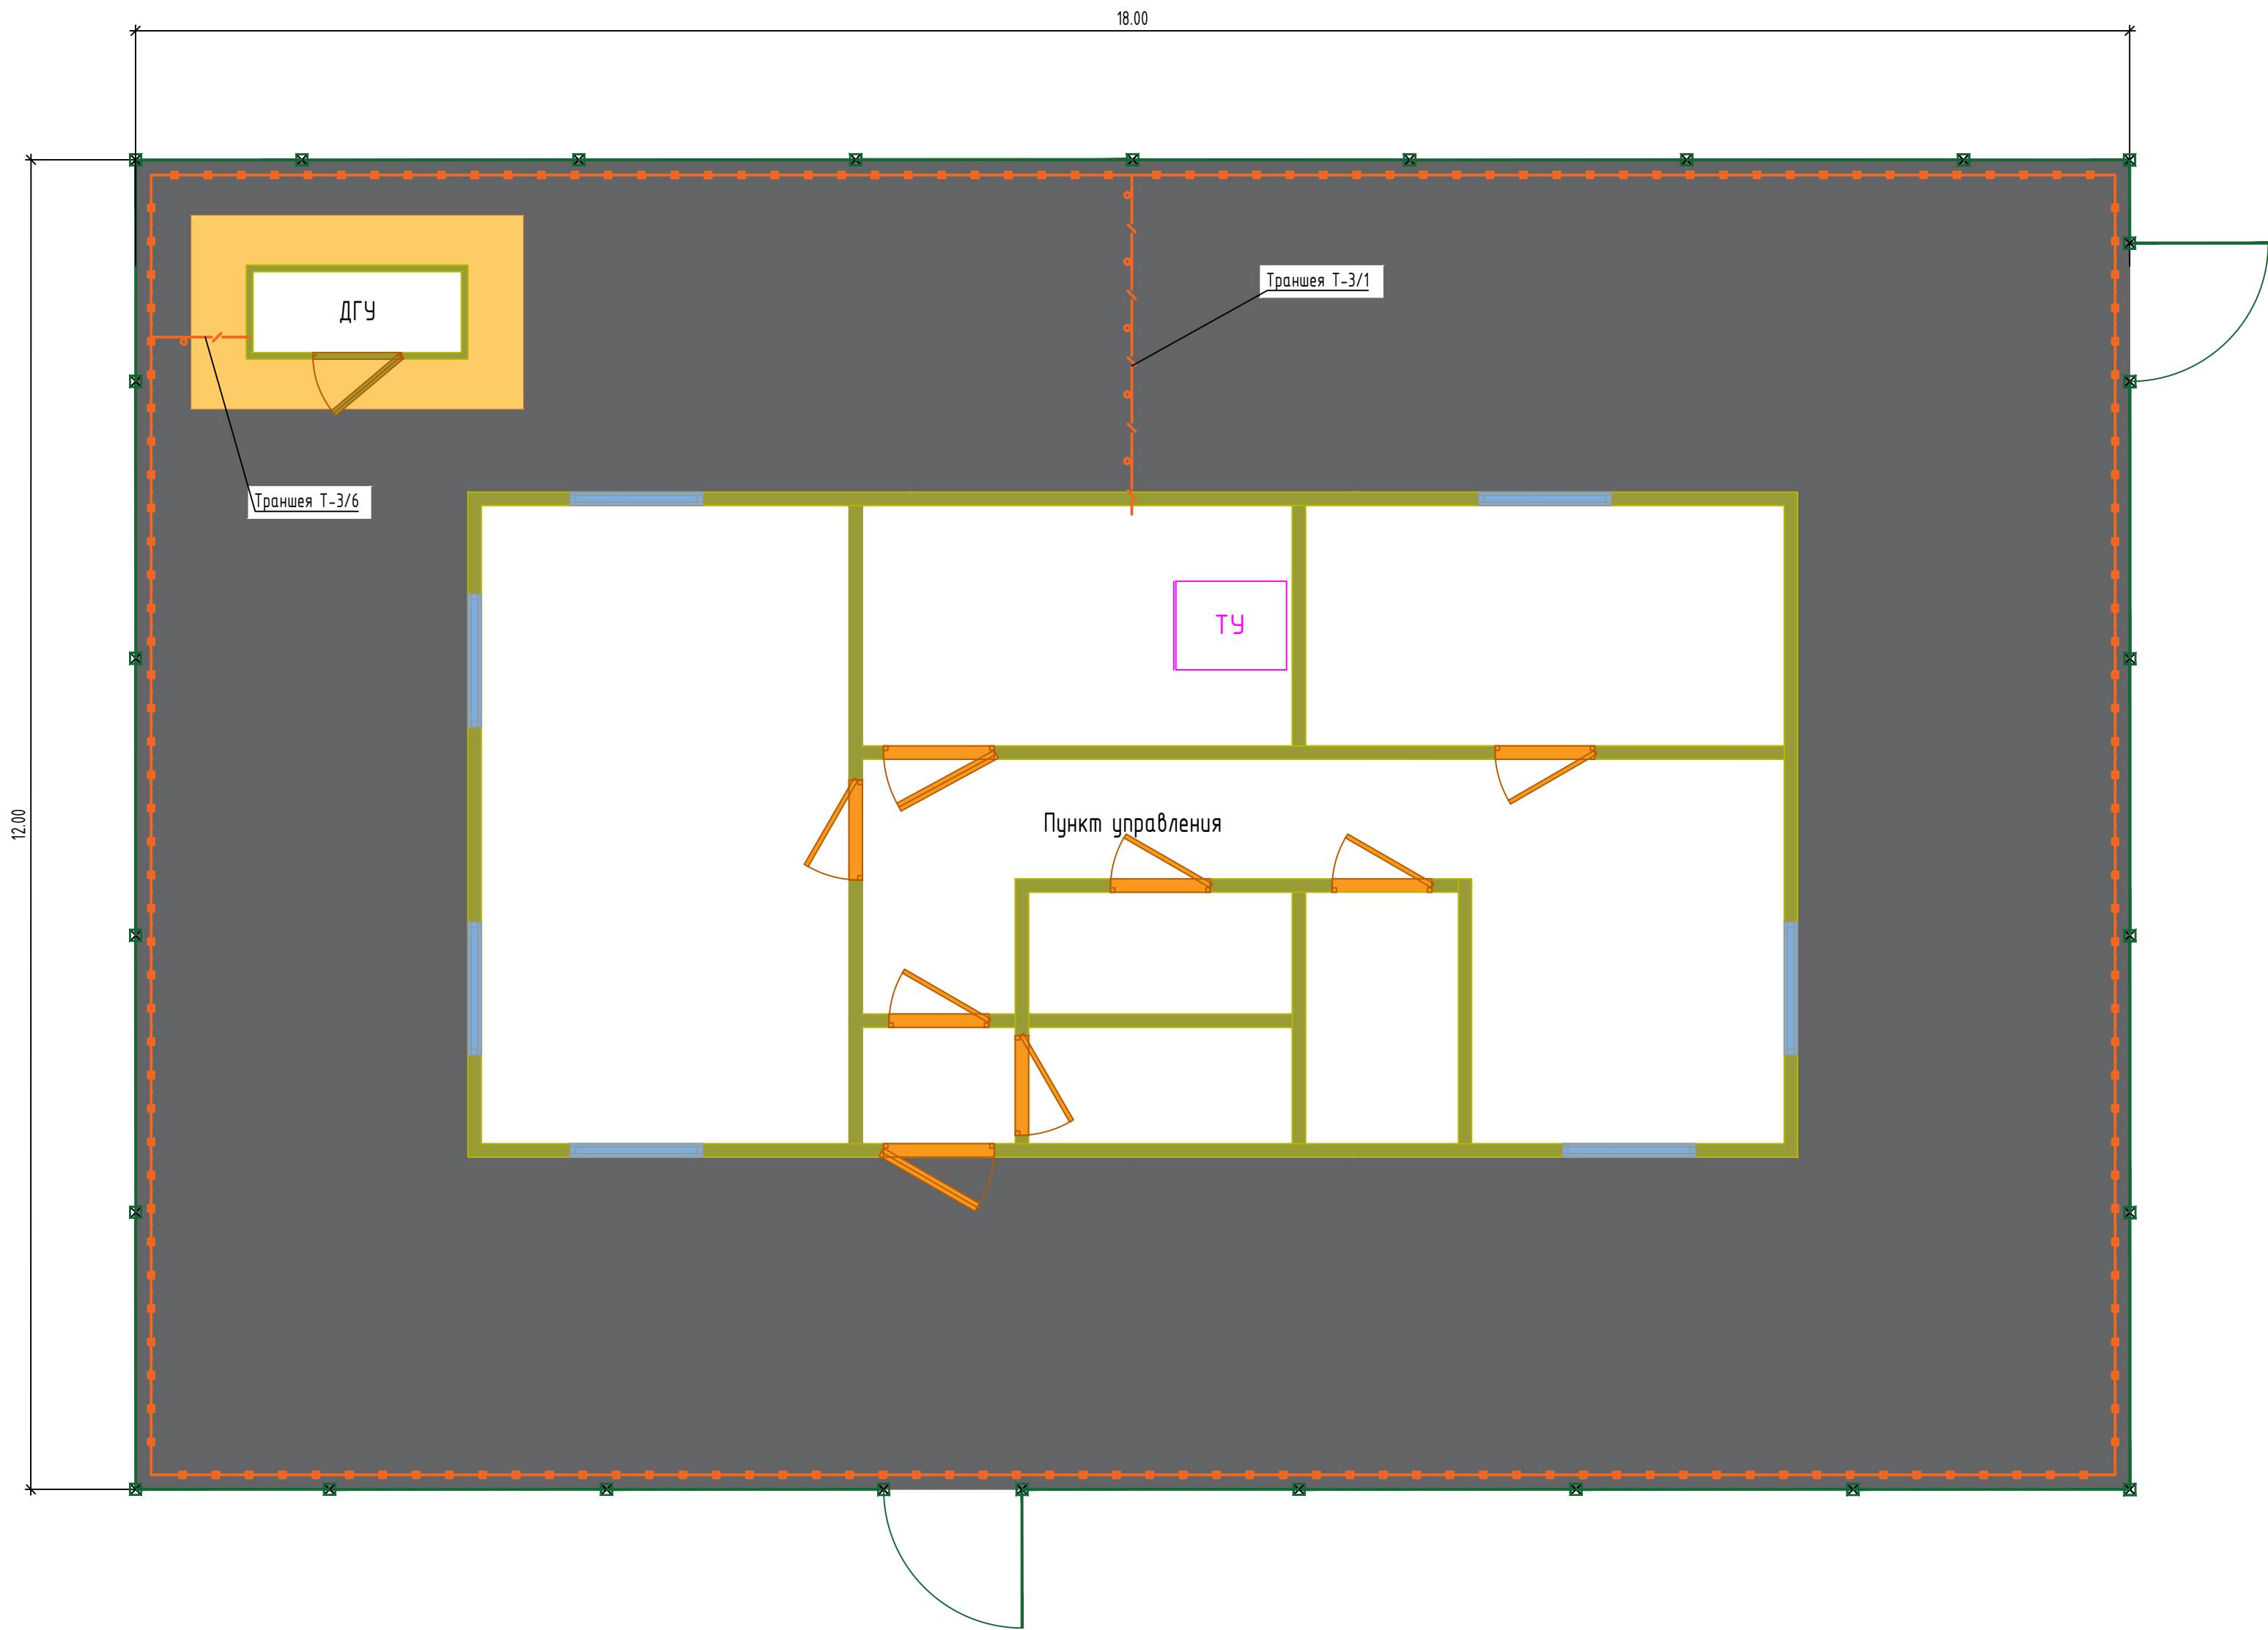 18.00
Траншея Т-3/1
ДГУ
Траншея Т-3/6
ТУ
12.00
Пункт управления